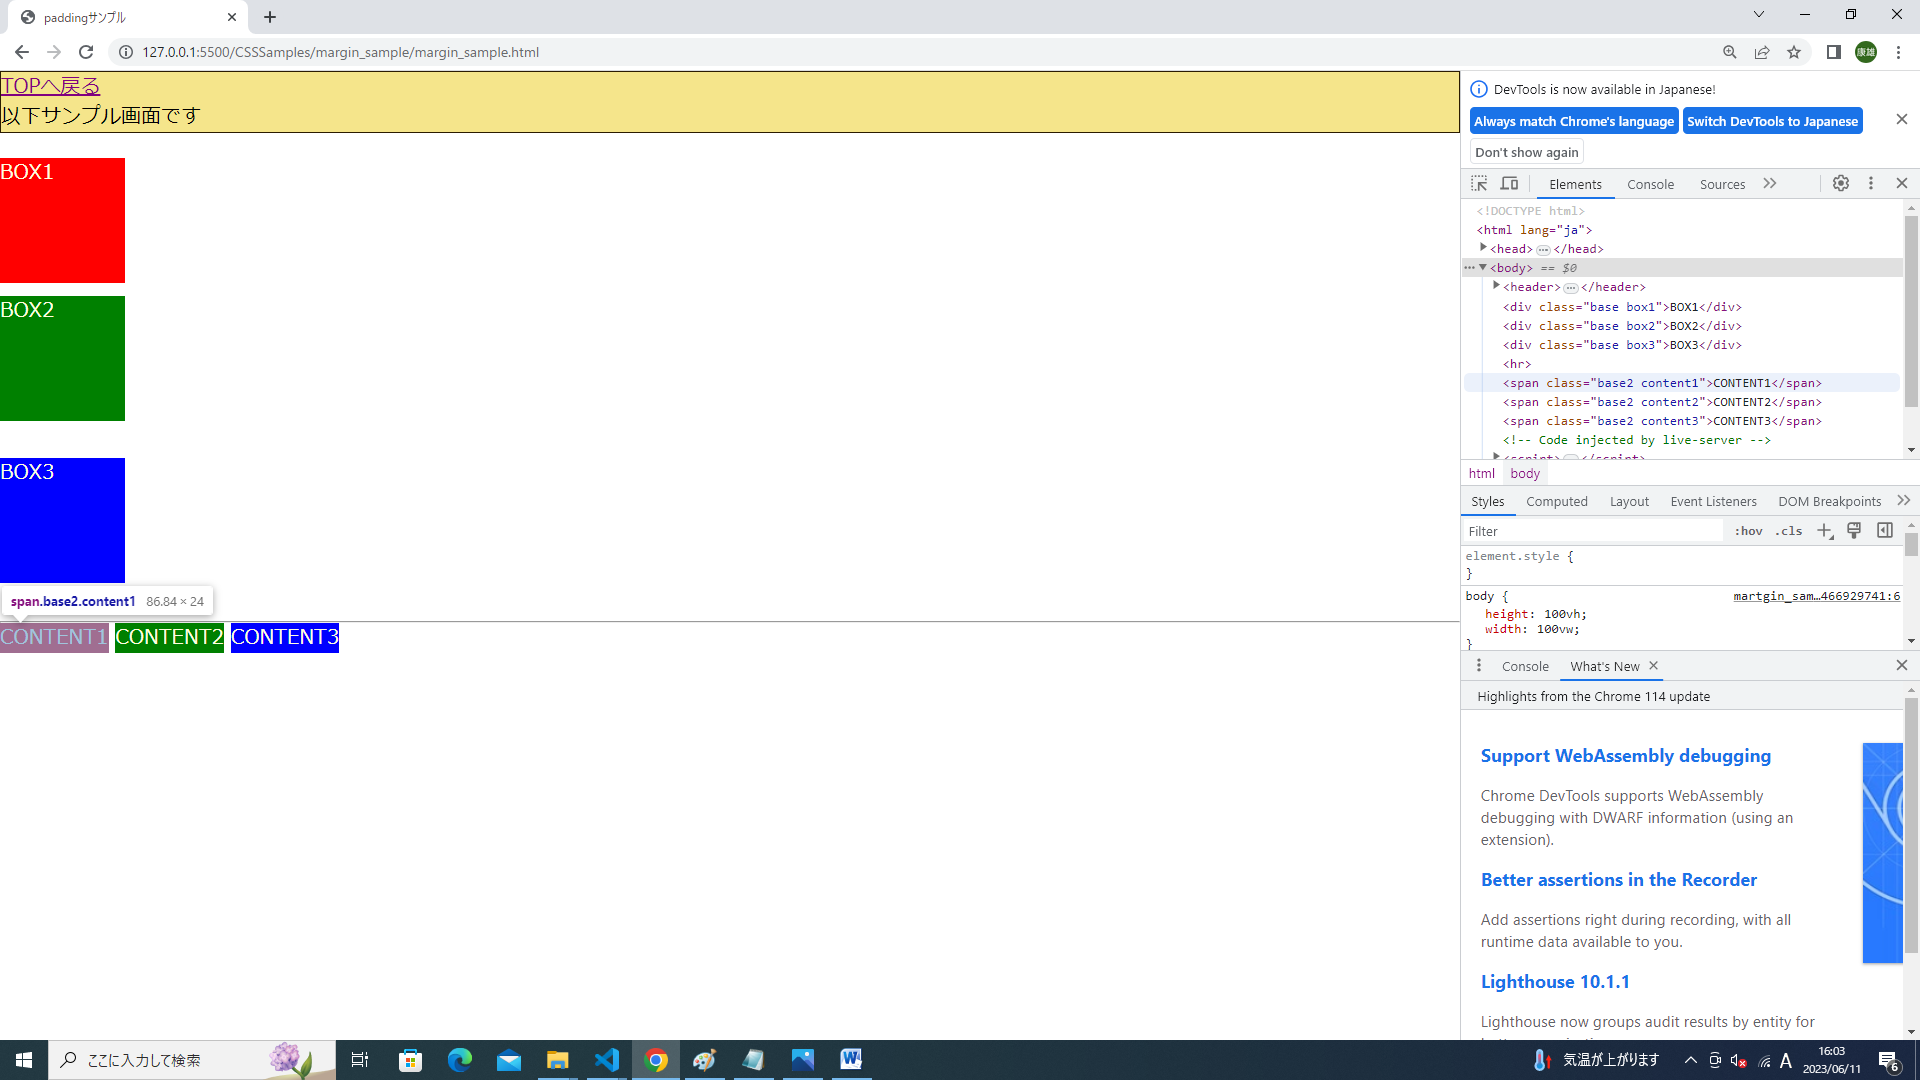 paddingサンプル
127.0.0.1:5500/CSSSamples/margin_sample/margin_sample.html
康雄
TOPへ戻る
以下サンプル画面です
BOX1
BOX2
BOX3
span.base2.content1 86.84 × 24
CONTENT1 CONTENT2 CONTENT3
DevTools is now available in Japanese!
Always match Chrome's language Switch DevTools to Japanese
Don't show again
Elements Console Sources
<!DOCTYPE html>
<html lang="ja">
<head> ⋯ </head>
⋯ <body> == $0
<header> ⋯ </header>
<div class="base box1">BOX1</div>
<div class="base box2">BOX2</div>
<div class="base box3">BOX3</div>
<hr>
<span class="base2 content1">CONTENT1</span>
<span class="base2 content2">CONTENT2</span>
<span class="base2 content3">CONTENT3</span>
<!-- Code injected by live-server -->
<script> ⋯ </script>
html body
Styles Computed Layout Event Listeners DOM Breakpoints
Filter :hov .cls
element.style {
}
body { martgin_sam…466929741:6
height: 100vh;
width: 100vw;
}
Console What's New
Highlights from the Chrome 114 update
Support WebAssembly debugging
Chrome DevTools supports WebAssembly
debugging with DWARF information (using an
extension).
Better assertions in the Recorder
Add assertions right during recording, with all
runtime data available to you.
Lighthouse 10.1.1
Lighthouse now groups audit results by entity for
ここに入力して検索
気温が上がります
A
16:03
2023/06/11
6